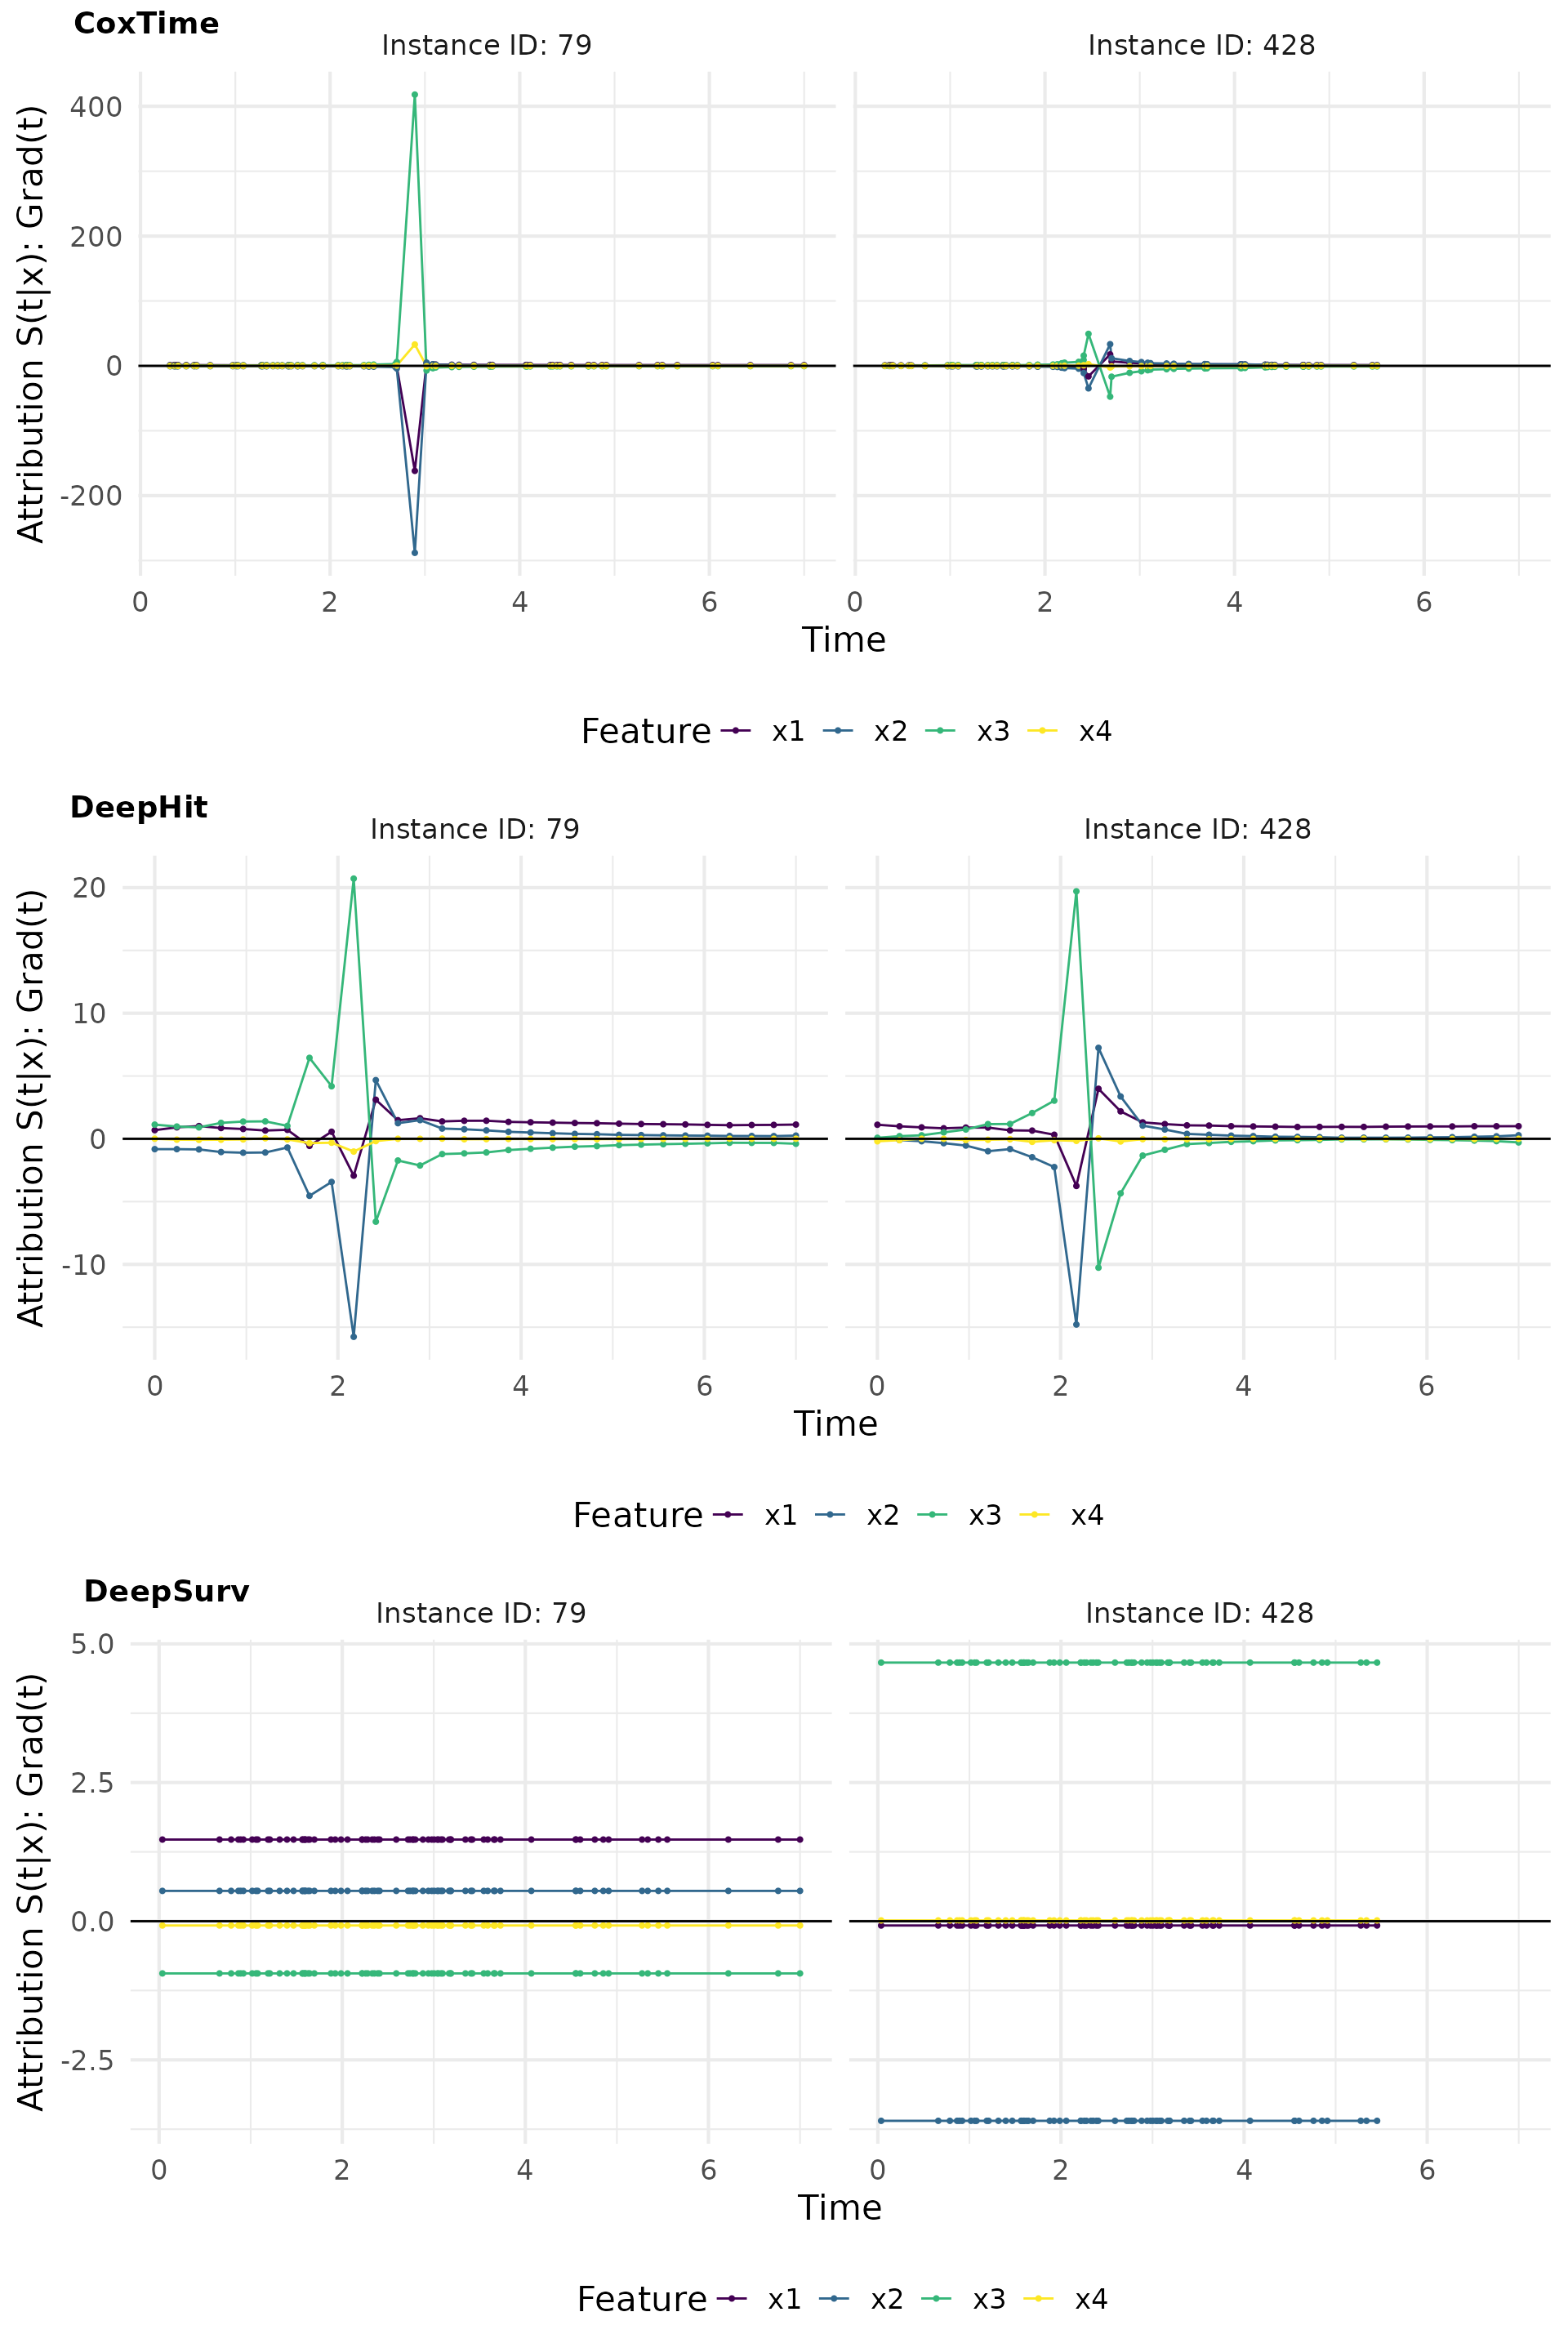 CoxTime
Instance ID: 79 Instance ID: 428
Attribution S(t|x): Grad(t)
400
200
0
-200
0 2 4 6 0 2 4 6
Time
Feature x1 x2 x3 x4
DeepHit
Instance ID: 79 Instance ID: 428
Attribution S(t|x): Grad(t)
20
10
0
-10
0 2 4 6 0 2 4 6
Time
Feature x1 x2 x3 x4
DeepSurv
Instance ID: 79 Instance ID: 428
Attribution S(t|x): Grad(t)
5.0
2.5
0.0
-2.5
0 2 4 6 0 2 4 6
Time
Feature x1 x2 x3 x4